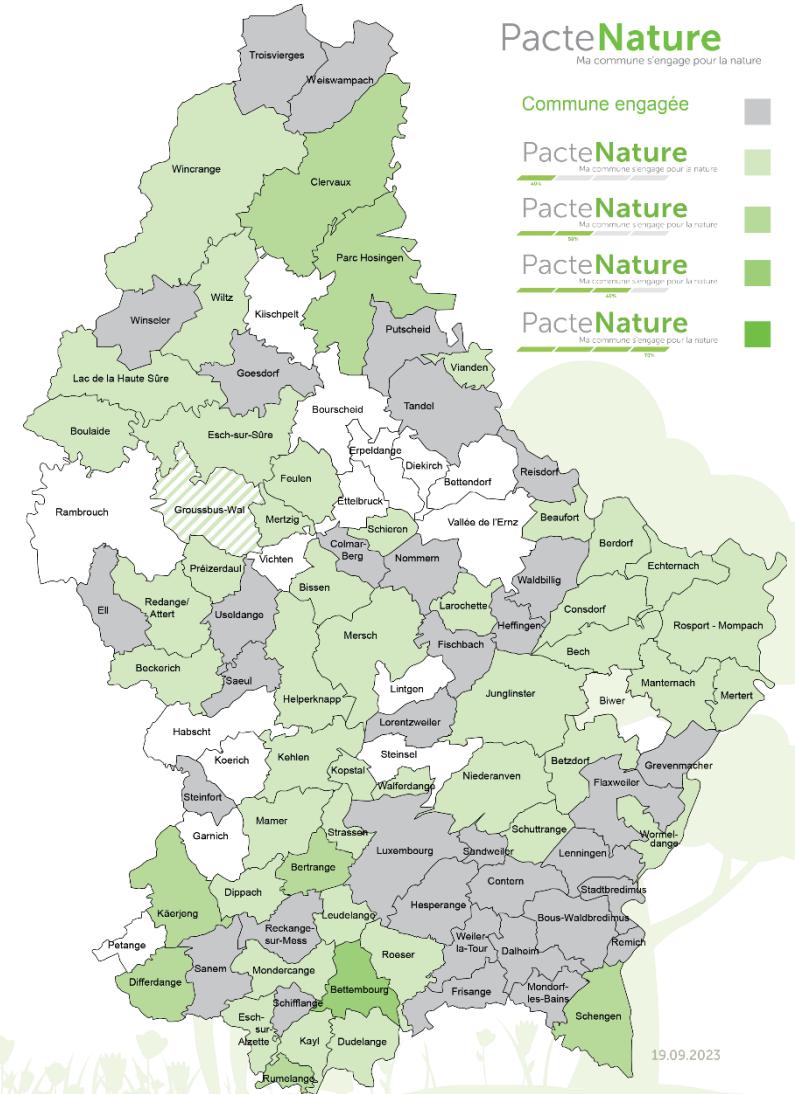 PacteNature
Ma commune s'engage pour la nature
Commune engagée
PacteNature
Ma commune s'engage pour la nature
40%
PacteNature
Ma commune s'engage pour la nature
50%
PacteNature
Ma commune s'engage pour la nature
60%
PacteNature
Ma commune s'engage pour la nature
70%
Troisvierges
Weiswampach
Wincrange
Clervaux
Parc Hosingen
Wiltz
Kiischpelt
Winseler
Putscheid
Goesdorf
Vianden
Lac de la Haute Sûre
Tandel
Bourscheid
Boulaide
Esch-sur-Sûre
Erpeldange
Diekirch
Reisdorf
Feulen
Bettendorf
Ettelbruck
Rambrouch
Groussbus-Wal
Mertzig
Schieren
Vallée de l'Ernz
Beaufort
Berdorf
Colmar-
Berg
Nommern
Vichten
Echternach
Préizerdaul
Waldbillig
Bissen
Ell
Redange/
Attert
Useldange
Larochette
Consdorf
Heffingen
Rosport - Mompach
Mersch
Fischbach
Bech
Beckerich
Saeul
Manternach
Lintgen
Junglinster
Mertert
Helperknapp
Biwer
Lorentzweiler
Habscht
Koerich
Kehlen
Steinsel
Kopstal
Betzdorf
Grevenmacher
Niederanven
Walferdange
Flaxweiler
Steinfort
Mamer
Garnich
Strassen
Schuttrange
Wormel-
dange
Luxembourg
Sandweiler
Lenningen
Bertrange
Contern
Stadtbredimus
Dippach
Käerjeng
Hesperange
Leudelange
Bous-Waldbredimus
Reckange-
sur-Mess
Weiler-
la-Tour
Remich
Petange
Dalheim
Roeser
Sanem
Mondercange
Differdange
Bettembourg
Frisange
Mondorf-
les-Bains
Schifflange
Schengen
Esch-
sur-
Alzette
Kayl
Dudelange
Rumelange
19.09.2023